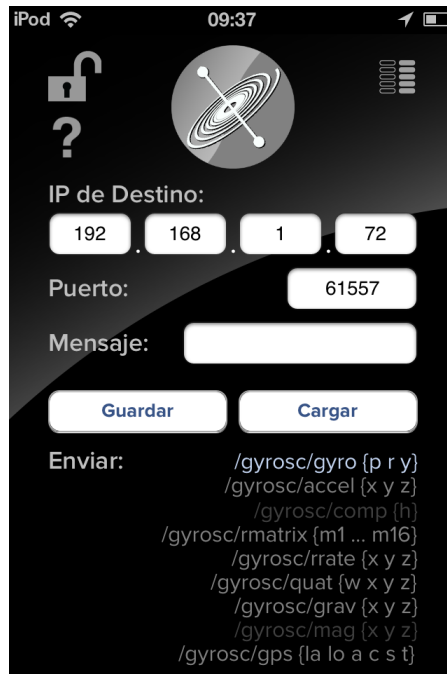 iPod 09:37
?
IP de Destino:
192 . 168 . 1 . 72
Puerto: 61557
Mensaje:
Guardar Cargar
Enviar: /gyrosc/gyro {p r y}
/gyrosc/accel {x y z}
/gyrosc/comp {h}
/gyrosc/rmatrix {m1 ... m16}
/gyrosc/rrate {x y z}
/gyrosc/quat {w x y z}
/gyrosc/grav {x y z}
/gyrosc/mag {x y z}
/gyrosc/gps {la lo a c s t}